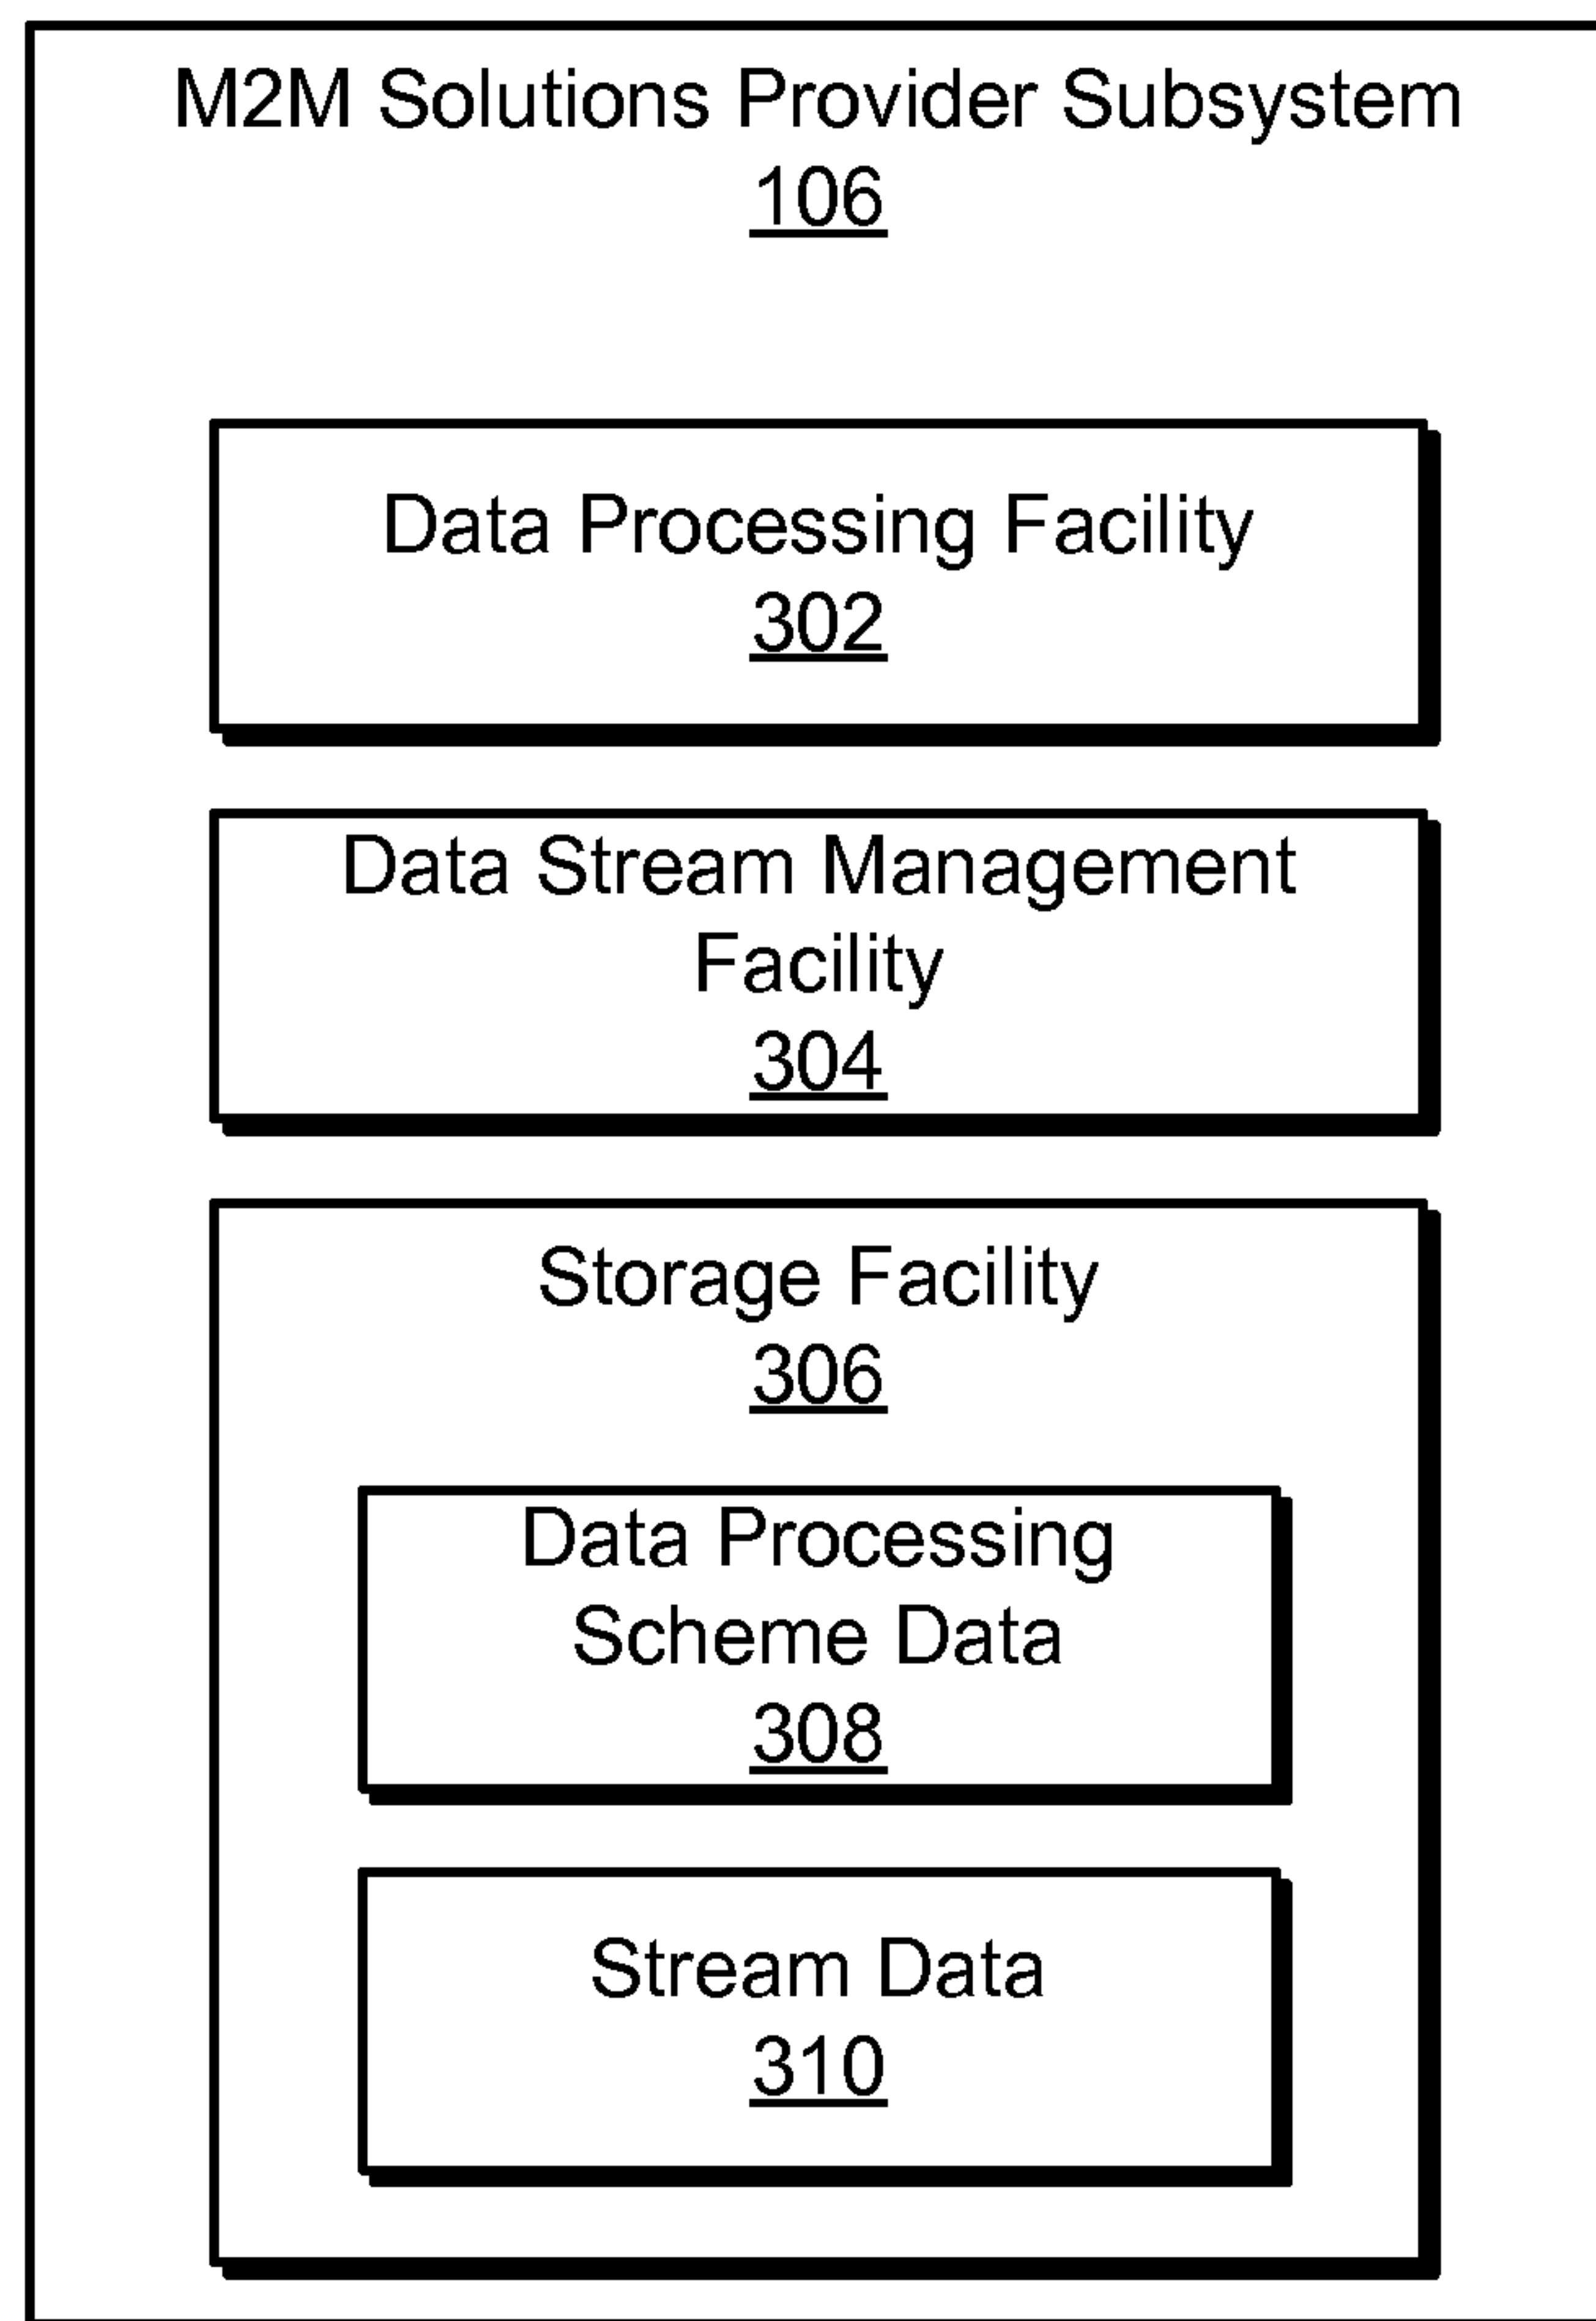 M2M Solutions Provider Subsystem
106
Data Processing Facility
302
Data Stream Management
Facility
304
Storage Facility
306
Data Processing
Scheme Data
308
Stream Data
310